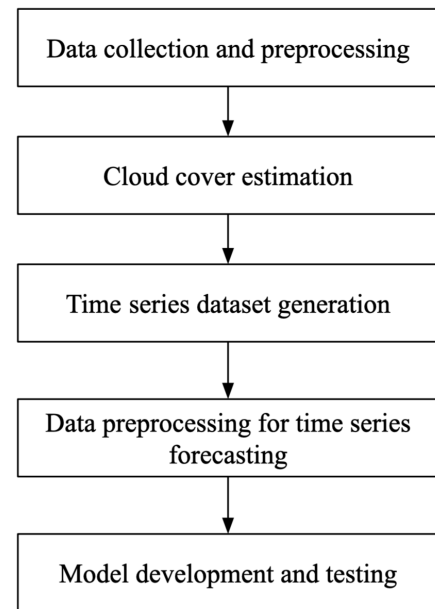 Data collection and preprocessing
Cloud cover estimation
Time series dataset generation
Data preprocessing for time series
forecasting
Model development and testing